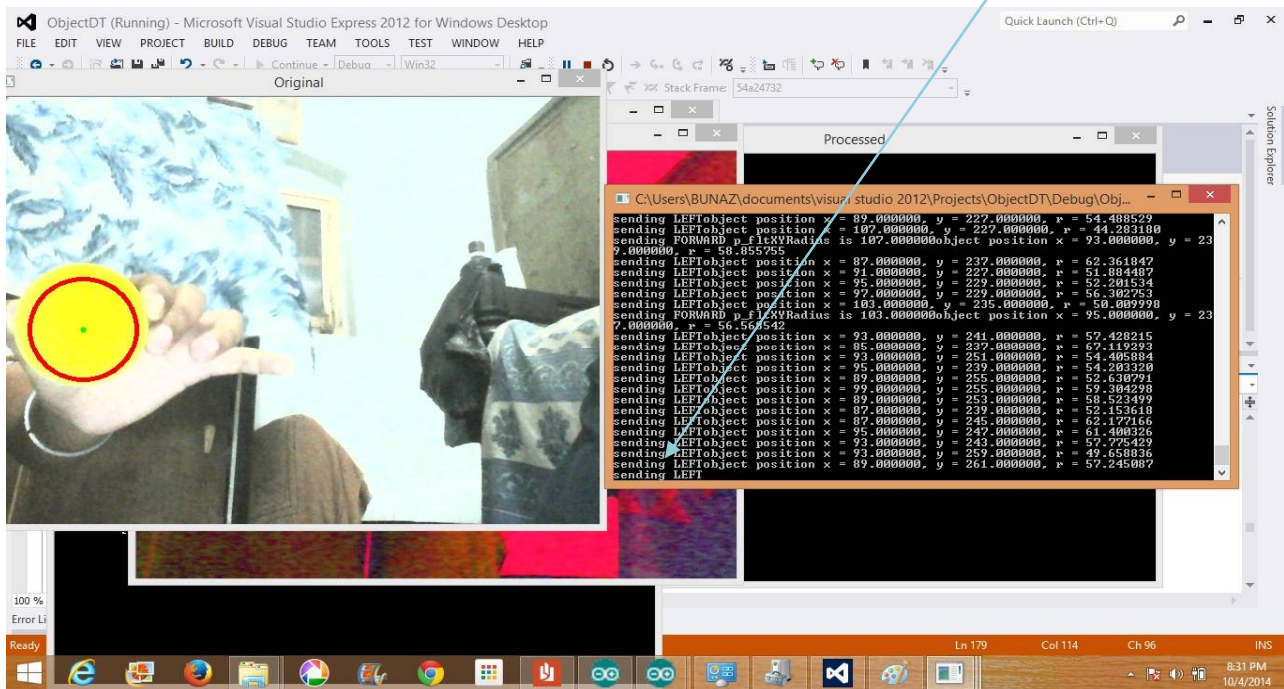 ObjectDT (Running) - Microsoft Visual Studio Express 2012 for Windows Desktop
Quick Launch (Ctrl+Q)
FILE EDIT VIEW PROJECT BUILD DEBUG TEAM TOOLS TEST WINDOW HELP
Continue Debug Win32
Original
Stack Frame: 54a24732
Solution Explorer
Processed
C:\Users\BUNAZ\documents\visual studio 2012\Projects\ObjectDT\Debug\Obj...
sending LEFTobject position x = 89.000000, y = 227.000000, r = 54.488529
sending LEFTobject position x = 107.000000, y = 227.000000, r = 44.283180
sending FORWARD p_fltXYRadius is 107.000000object position x = 93.000000, y = 23
9.000000, r = 58.855755
sending LEFTobject position x = 87.000000, y = 237.000000, r = 62.361847
sending LEFTobject position x = 91.000000, y = 227.000000, r = 51.884487
sending LEFTobject position x = 95.000000, y = 229.000000, r = 52.201534
sending LEFTobject position x = 97.000000, y = 229.000000, r = 56.302753
sending LEFTobject position x = 103.000000, y = 235.000000, r = 50.009998
sending FORWARD p_fltXYRadius is 103.000000object position x = 95.000000, y = 23
7.000000, r = 56.568542
sending LEFTobject position x = 93.000000, y = 241.000000, r = 57.428215
sending LEFTobject position x = 85.000000, y = 237.000000, r = 67.119293
sending LEFTobject position x = 93.000000, y = 251.000000, r = 54.405884
sending LEFTobject position x = 95.000000, y = 239.000000, r = 54.203320
sending LEFTobject position x = 89.000000, y = 255.000000, r = 52.630791
sending LEFTobject position x = 99.000000, y = 255.000000, r = 59.304298
sending LEFTobject position x = 89.000000, y = 253.000000, r = 58.523499
sending LEFTobject position x = 87.000000, y = 239.000000, r = 52.153618
sending LEFTobject position x = 87.000000, y = 245.000000, r = 62.177166
sending LEFTobject position x = 95.000000, y = 247.000000, r = 61.400326
sending LEFTobject position x = 93.000000, y = 243.000000, r = 57.775429
sending LEFTobject position x = 93.000000, y = 259.000000, r = 49.658836
sending LEFTobject position x = 89.000000, y = 261.000000, r = 57.245087
sending LEFT
100 %
Error Li
Ready Ln 179 Col 114 Ch 96 INS
8:31 PM
10/4/2014